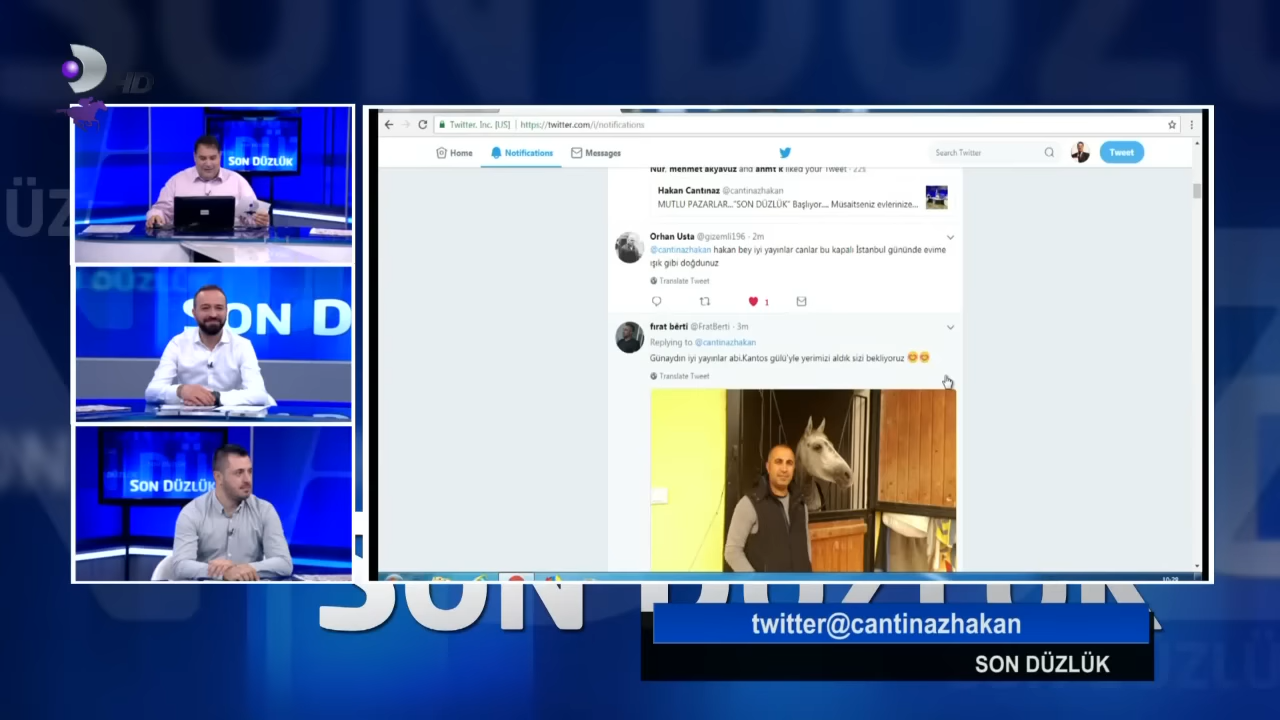 HD
SON DÜZLÜK
SON D
SON DÜZLÜK
Twitter, Inc. [US] | https://twitter.com/i/notifications
Home Notifications Messages Search Twitter Tweet
Nur, mehmet akyavuz and ahmt k liked your Tweet · 22s
Hakan Cantınaz @cantinazhakan
MUTLU PAZARLAR..."SON DÜZLÜK" Başlıyor.... Müsaitseniz evlerinize...
Orhan Usta @gizemli196 · 2m
@cantinazhakan hakan bey iyi yayınlar canlar bu kapalı İstanbul gününde evime
ışık gibi doğdunuz
Translate Tweet
1
fırat bêrti @FratBerti · 3m
Replying to @cantinazhakan
Günaydın iyi yayınlar abi.Kantos gülü'yle yerimizi aldık sizi bekliyoruz
Translate Tweet
SON DÜZLÜK
twitter@cantinazhakan
SON DÜZLÜK